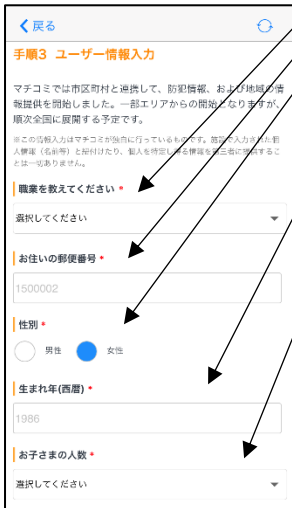 戻る
手順3 ユーザー情報入力
マチコミでは市区町村と連携して、防犯情報、および地域の情
報提供を開始しました。一部エリアからの開始となりますが、
順次全国に展開する予定です。
※この情報入力はマチコミが独自に行っているものです。施設で入力された個
人情報（名前等）と紐付けたり、個人を特定し得る情報を第三者に提供するこ
とは一切ありません。
職業を教えてください *
選択してください
お住いの郵便番号 *
1500002
性別 *
男性 女性
生まれ年(西暦) *
1986
お子さまの人数 *
選択してください